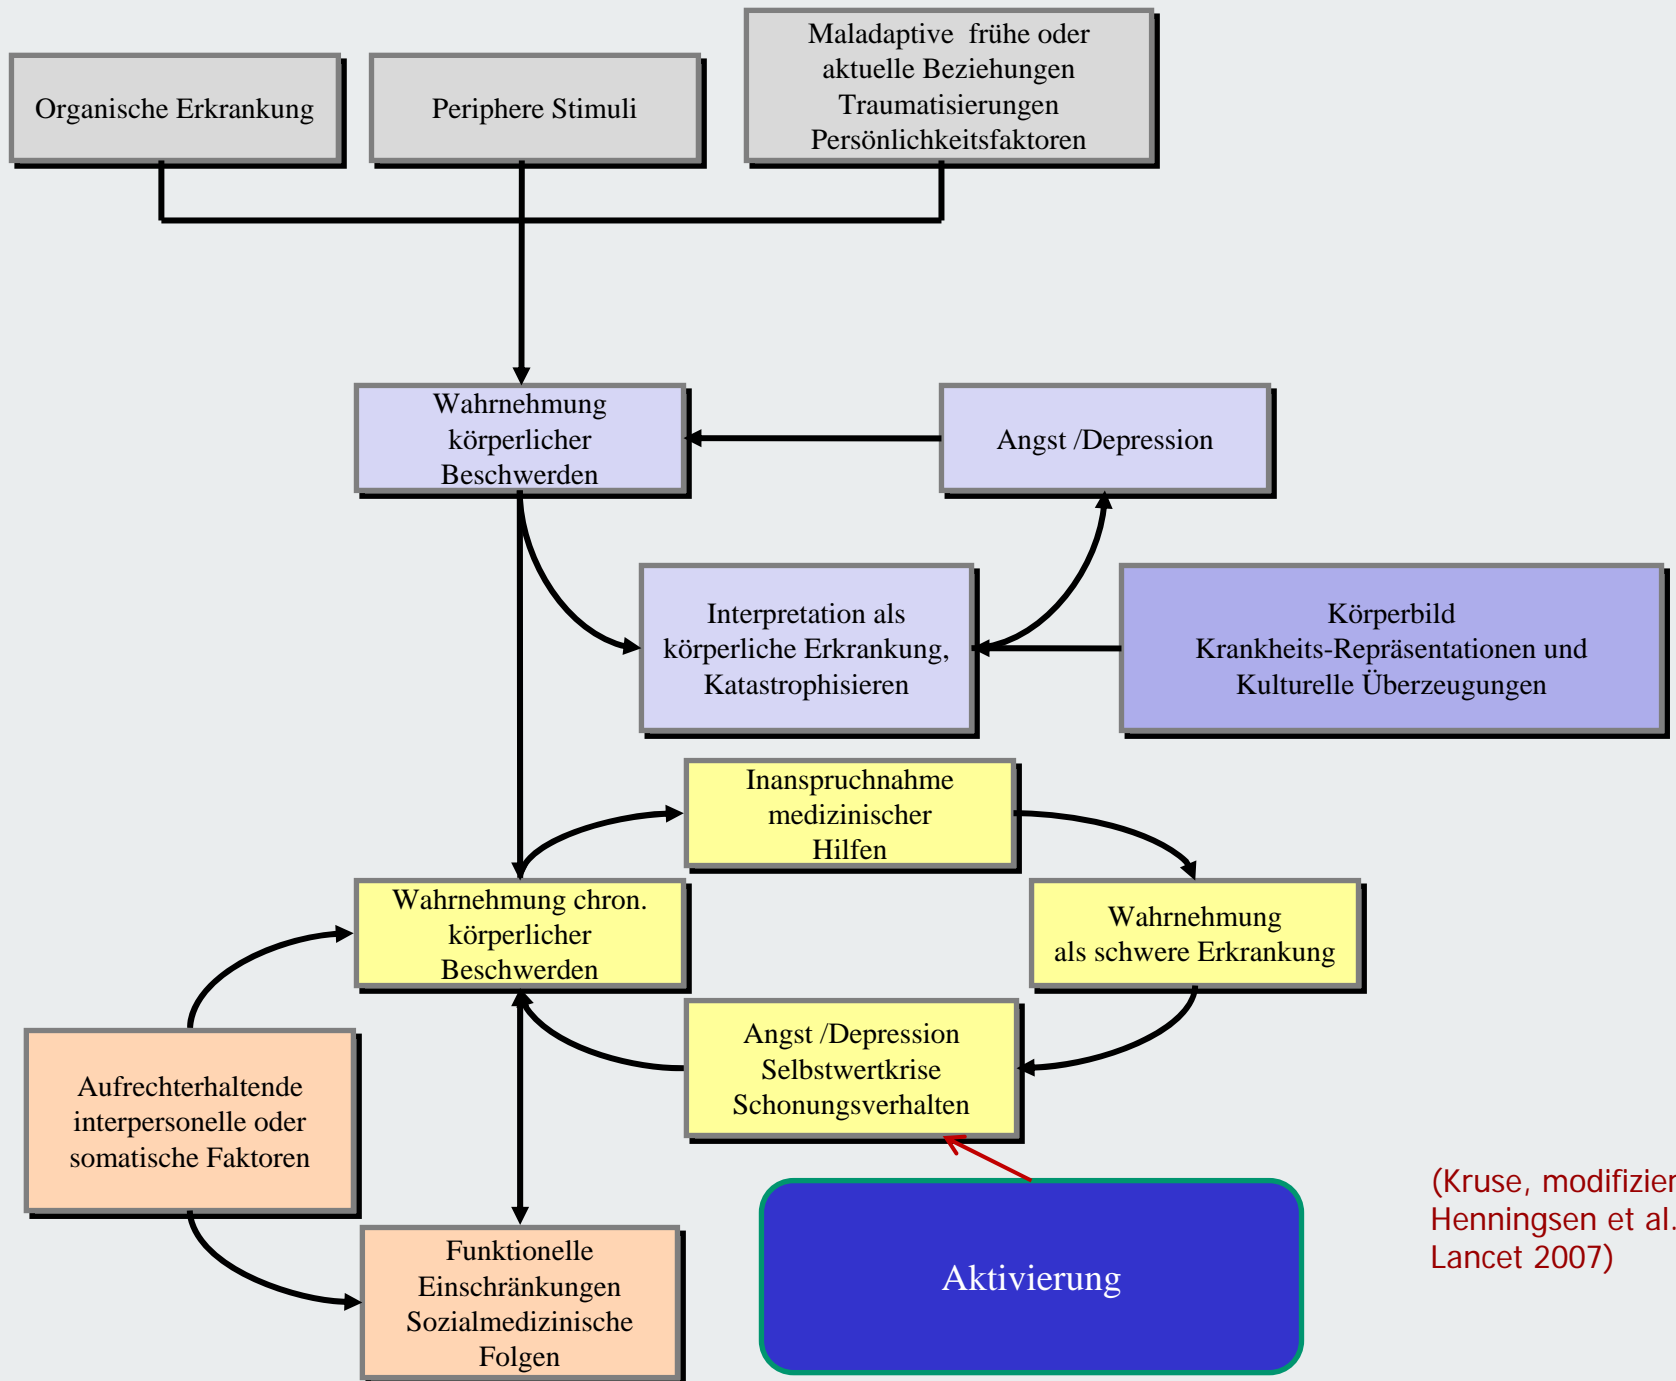 Organische Erkrankung
Periphere Stimuli
Maladaptive frühe oder
aktuelle Beziehungen
Traumatisierungen
Persönlichkeitsfaktoren
Wahrnehmung
körperlicher
Beschwerden
Angst /Depression
Interpretation als
körperliche Erkrankung,
Katastrophisieren
Körperbild
Krankheits-Repräsentationen und
Kulturelle Überzeugungen
Inanspruchnahme
medizinischer
Hilfen
Wahrnehmung chron.
körperlicher
Beschwerden
Wahrnehmung
als schwere Erkrankung
Angst /Depression
Selbstwertkrise
Schonungsverhalten
Aufrechterhaltende
interpersonelle oder
somatische Faktoren
Funktionelle
Einschränkungen
Sozialmedizinische
Folgen
Aktivierung
(Kruse, modifizier
Henningsen et al.
Lancet 2007)